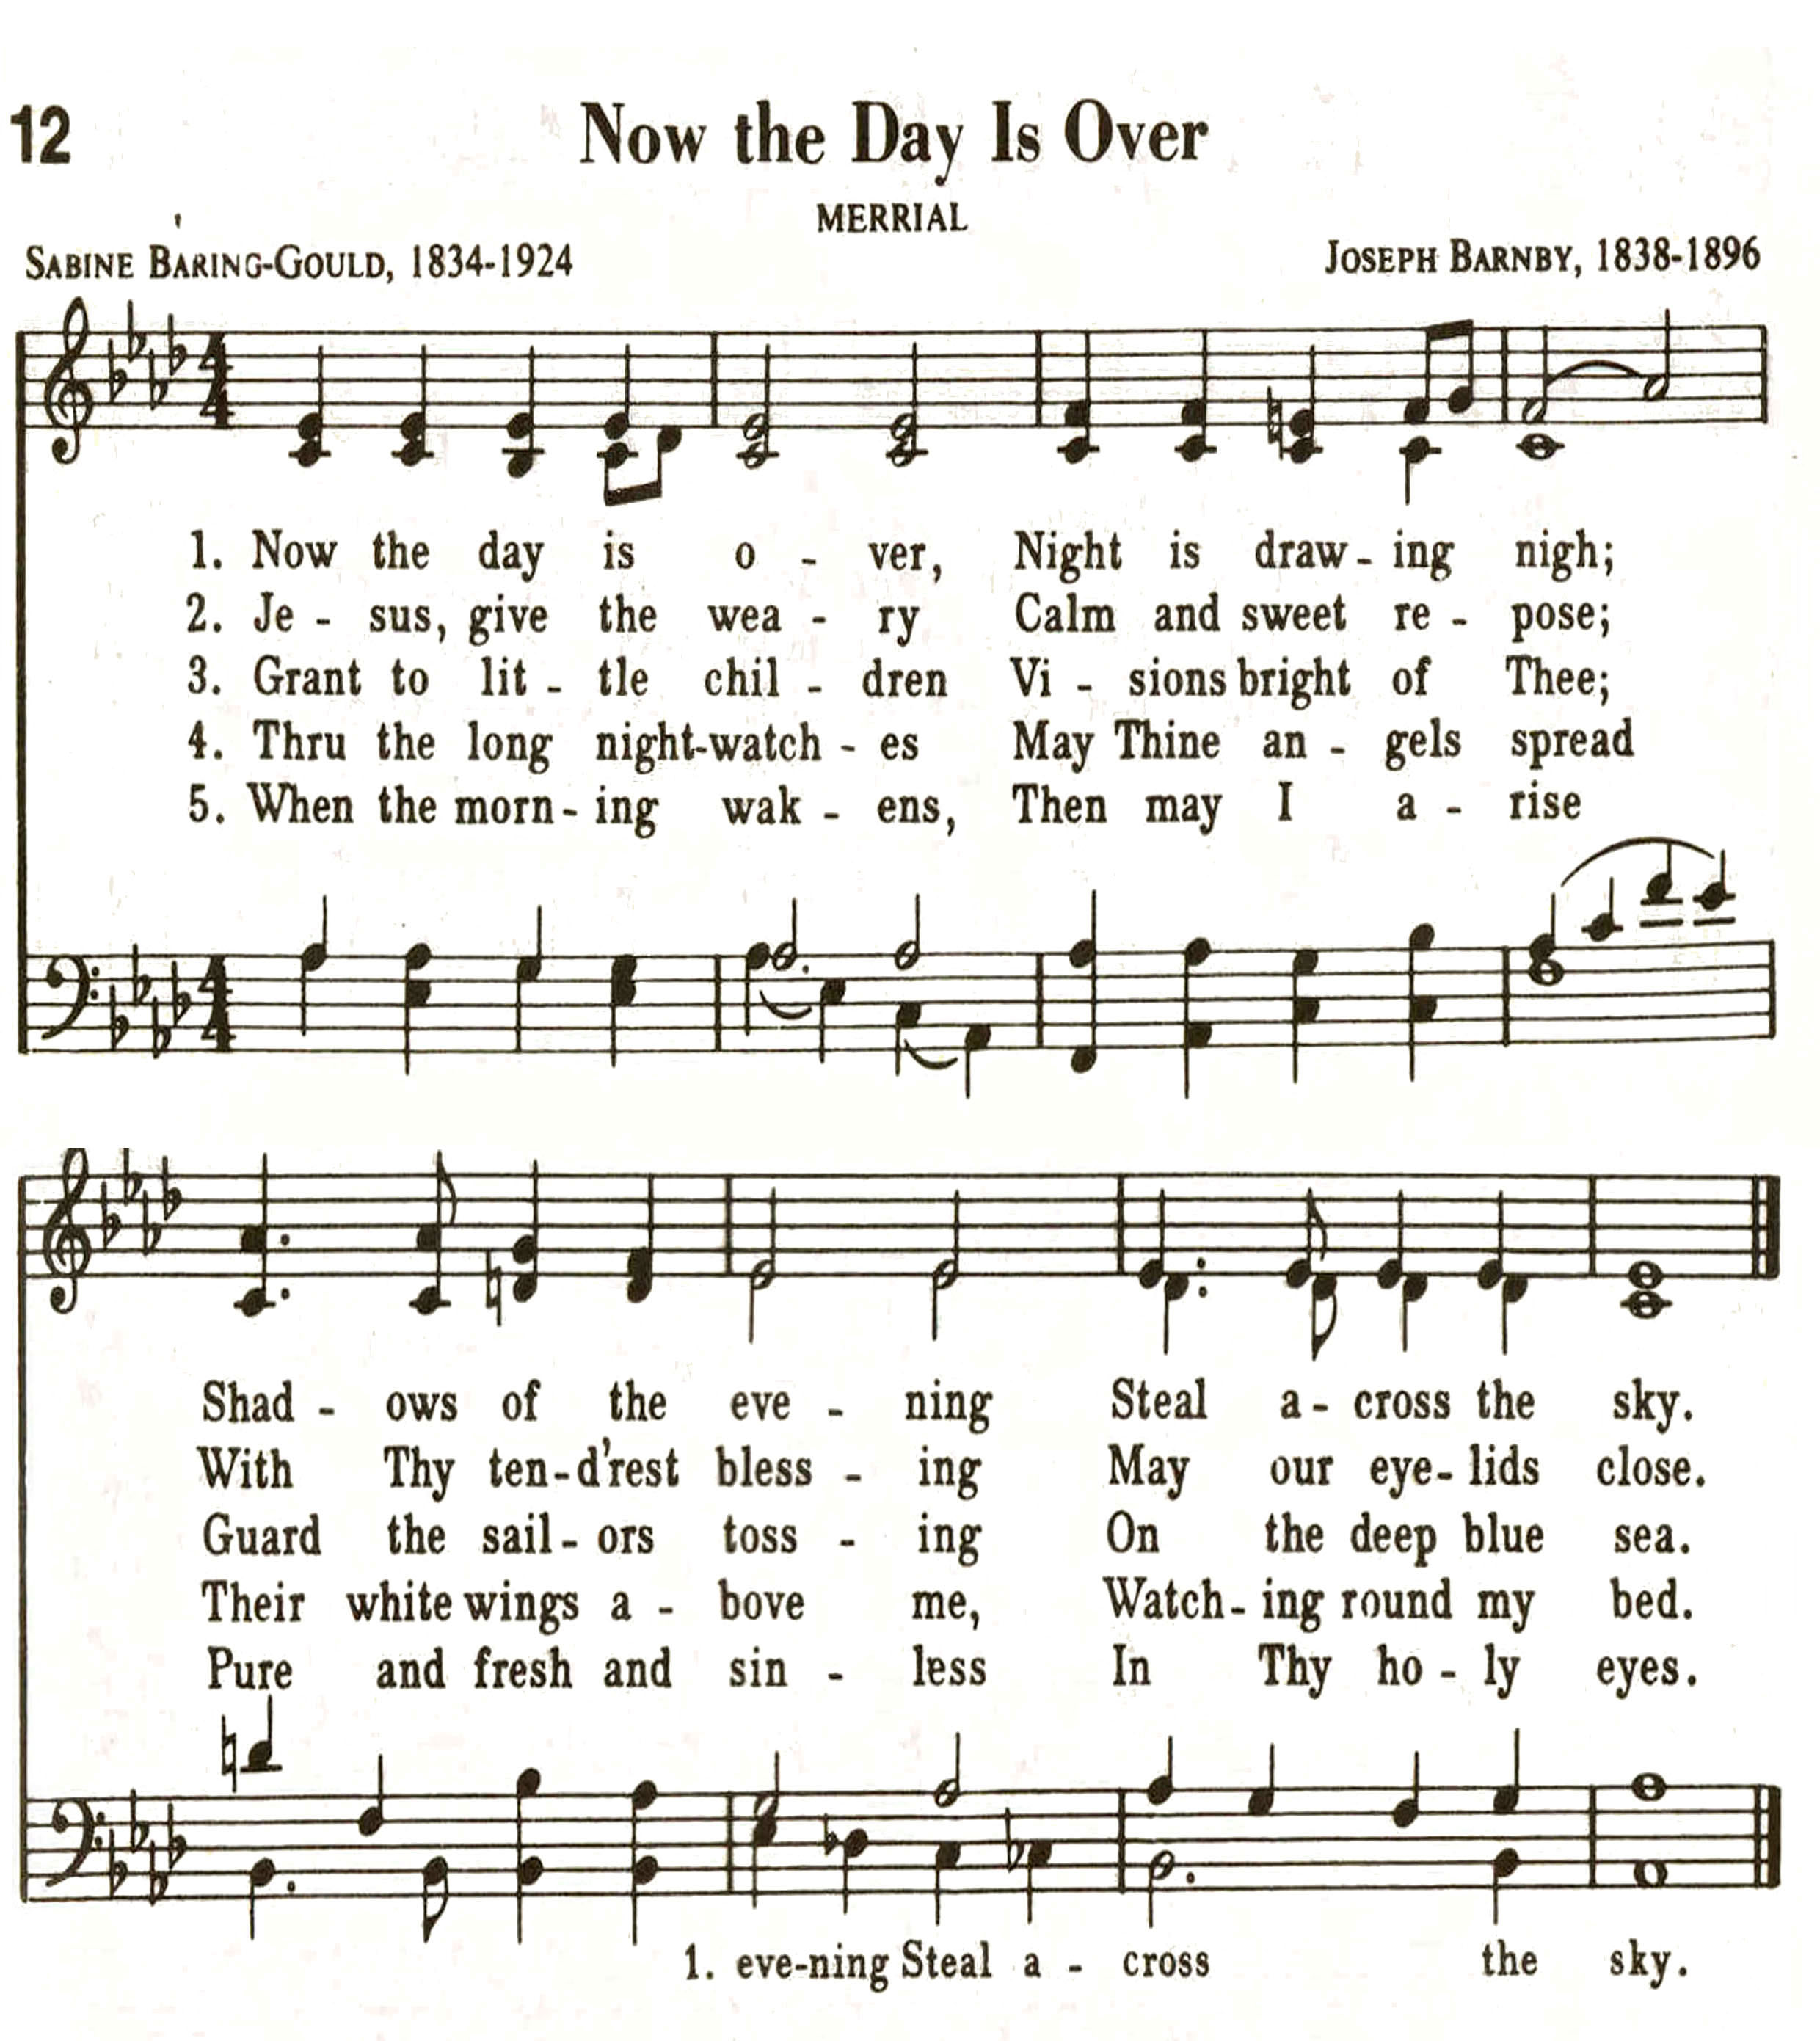 12
Now the Day Is Over
MERRIAL
SABINE BARING-GOULD, 1834-1924
JOSEPH BARNBY, 1838-1896
1. Now the day is o - ver, Night is draw - ing nigh;
2. Je - sus, give the wea - ry Calm and sweet re - pose;
3. Grant to lit - tle chil - dren Vi - sions bright of Thee;
4. Thru the long night-watch - es May Thine an - gels spread
5. When the morn - ing wak - ens, Then may I a - rise
Shad - ows of the eve - ning Steal a - cross the sky.
With Thy ten-d'rest bless - ing May our eye - lids close.
Guard the sail - ors toss - ing On the deep blue sea.
Their white wings a - bove me, Watch - ing round my bed.
Pure and fresh and sin - less In Thy ho - ly eyes.
1. eve-ning Steal a - cross the sky.